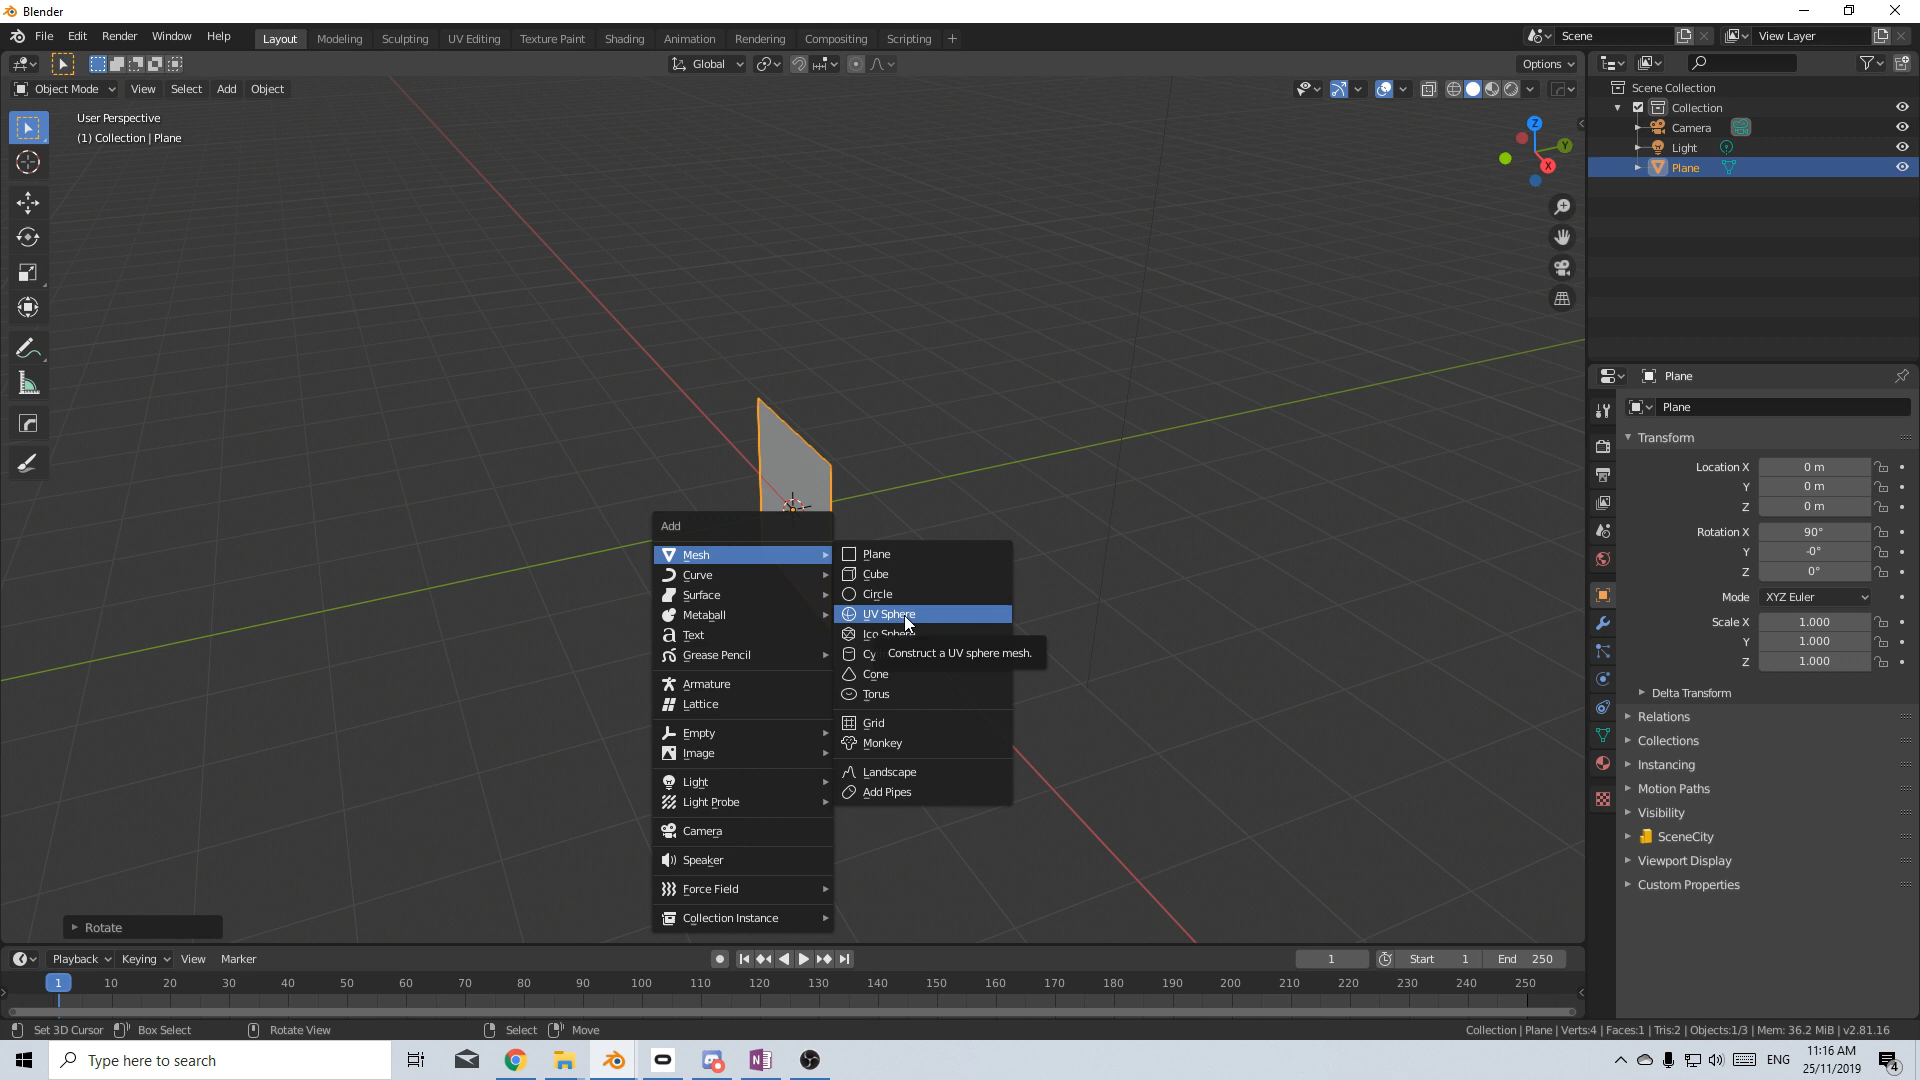 Blender
File Edit Render Window Help
Layout Modeling Sculpting UV Editing Texture Paint Shading Animation Rendering Compositing Scripting +
Scene
View Layer
Global
Options
Object Mode View Select Add Object
User Perspective
(1) Collection | Plane
Z
Y
X
Scene Collection
Collection
Camera
Light
Plane
Plane
Plane
Transform
Location X 0 m
Y 0 m
Z 0 m
Rotation X 90°
Y -0°
Z 0°
Mode XYZ Euler
Scale X 1.000
Y 1.000
Z 1.000
Delta Transform
Relations
Collections
Instancing
Motion Paths
Visibility
SceneCity
Viewport Display
Custom Properties
Add
Mesh
Curve
Surface
Metaball
Text
Grease Pencil
Armature
Lattice
Empty
Image
Light
Light Probe
Camera
Speaker
Force Field
Collection Instance
Plane
Cube
Circle
UV Sphere
Ico Sphere
Cy
Construct a UV sphere mesh.
Cone
Torus
Grid
Monkey
Landscape
Add Pipes
Rotate
Playback Keying View Marker
1
Start 1
End 250
1 10 20 30 40 50 60 70 80 90 100 110 120 130 140 150 160 170 180 190 200 210 220 230 240 250
Set 3D Cursor Box Select Rotate View Select Move
Collection | Plane | Verts:4 | Faces:1 | Tris:2 | Objects:1/3 | Mem: 36.2 MiB | v2.81.16
Type here to search
ENG
11:16 AM
25/11/2019
4